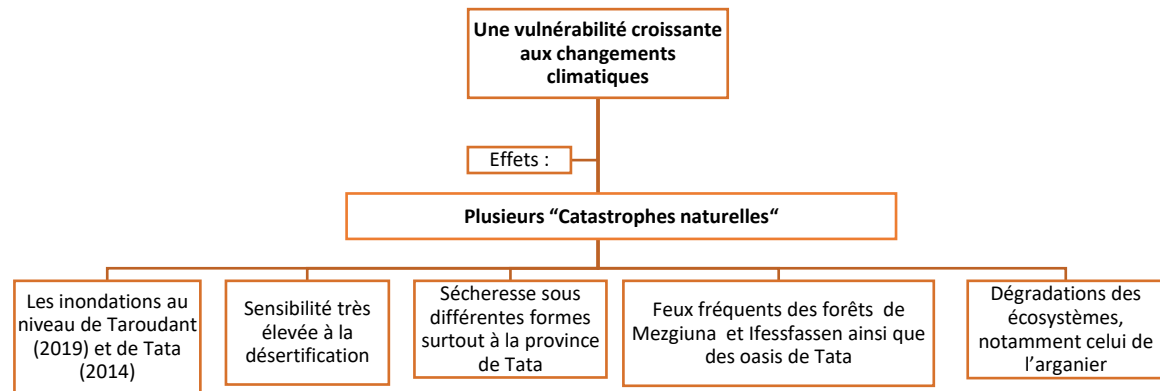 Une vulnérabilité croissante
aux changements
climatiques
Effets :
Plusieurs “Catastrophes naturelles“
Les inondations au
niveau de Taroudant
(2019) et de Tata
(2014)
Sensibilité très
élevée à la
désertification
Sécheresse sous
différentes formes
surtout à la province
de Tata
Feux fréquents des forêts de
Mezgiuna et Ifessfassen ainsi que
des oasis de Tata
Dégradations des
écosystèmes,
notamment celui de
l’arganier